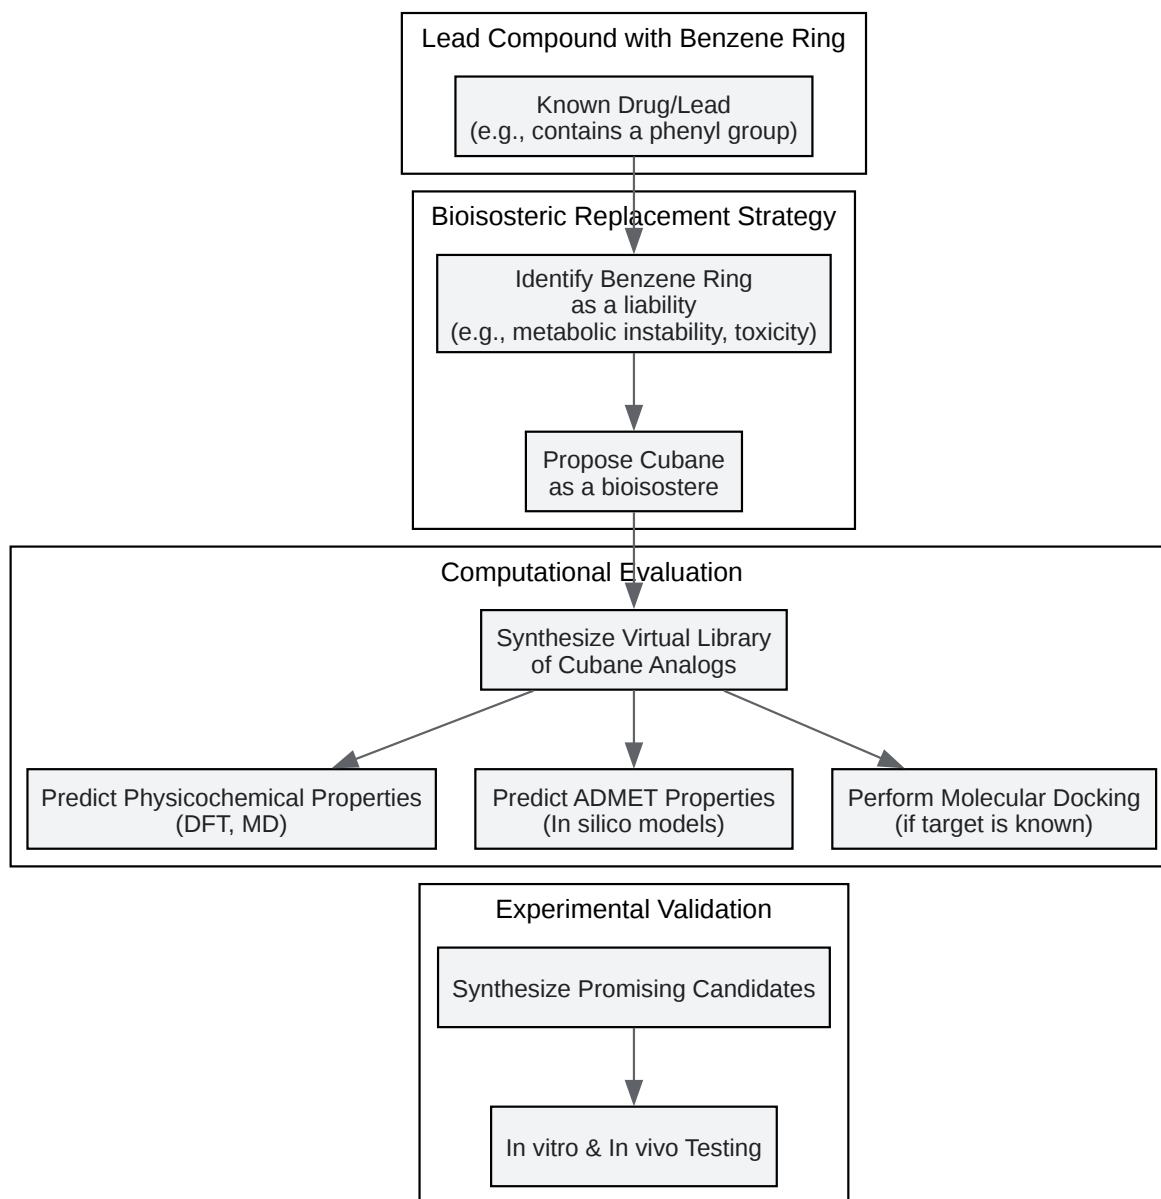 Lead Compound with Benzene Ring
Known Drug/Lead
(e.g., contains a phenyl group)
Bioisosteric Replacement Strategy
Identify Benzene Ring
as a liability
(e.g., metabolic instability, toxicity)
Propose Cubane
as a bioisostere
Computational Evaluation
Synthesize Virtual Library
of Cubane Analogs
Predict Physicochemical Properties
(DFT, MD)
Predict ADMET Properties
(In silico models)
Perform Molecular Docking
(if target is known)
Experimental Validation
Synthesize Promising Candidates
In vitro & In vivo Testing